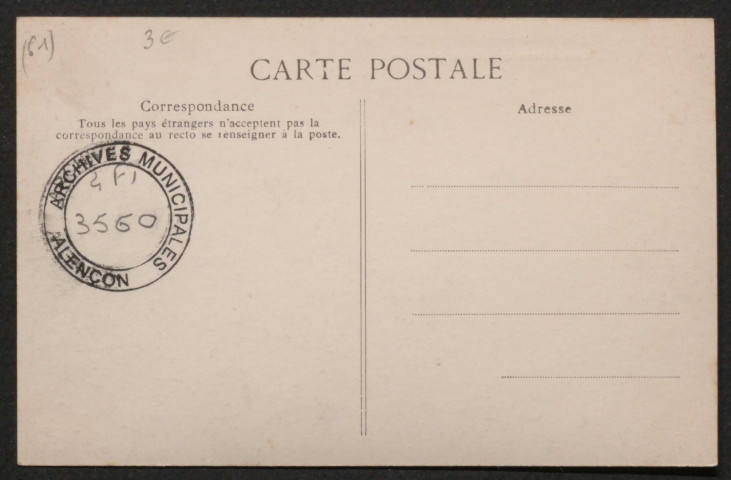 (61)
3€
CARTE POSTALE
Correspondance
Tous les pays étrangers n'acceptent pas la
correspondance au recto se renseigner à la poste.
Adresse
ARCHIVES MUNICIPALES
4 FI
3560
ALENÇON